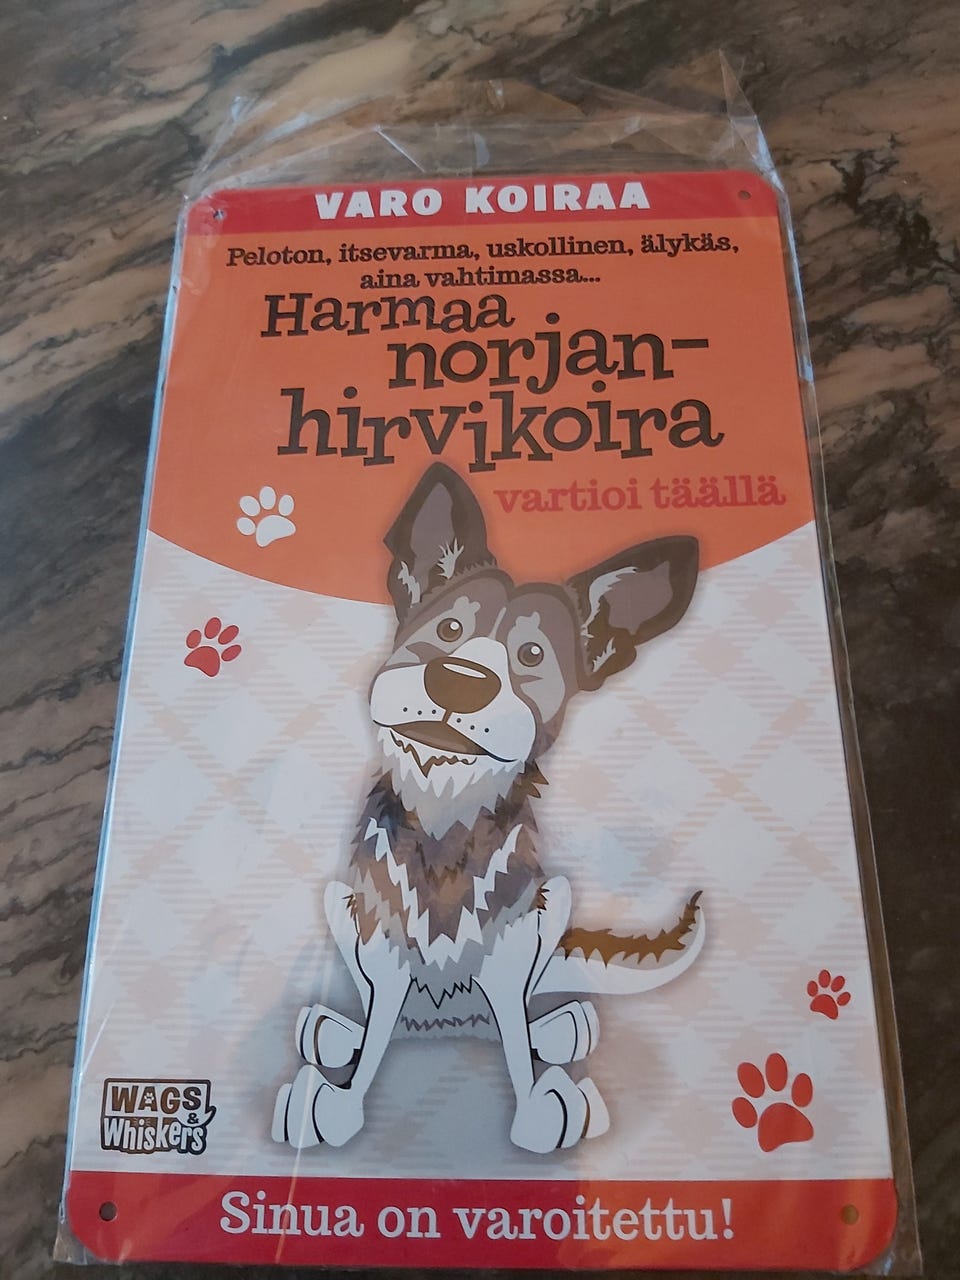 VARO KOIRAA
Peloton, itsevarma, uskollinen, älykäs,
aina vahtimassa...
Harmaa
norjan-
hirvikoira
vartioi täällä
WAGS
&
Whiskers
Sinua on varoitettu!